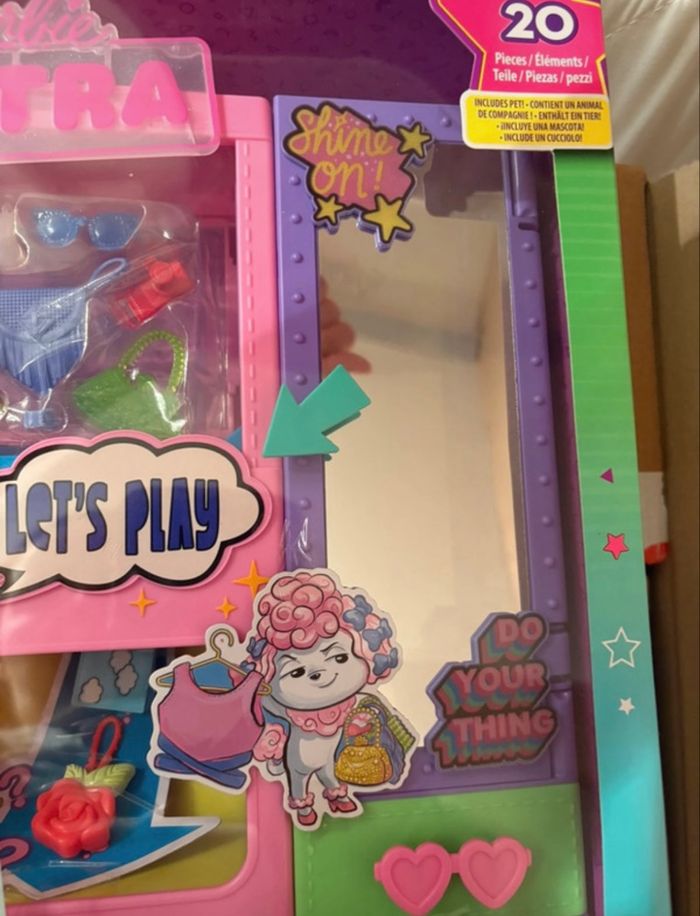 rbie
TRA
20
Pieces / Éléments /
Teile / Piezas / pezzi
INCLUDES PET! • CONTIENT UN ANIMAL
DE COMPAGNIE! • ENTHÄLT EIN TIER!
• ¡INCLUYE UNA MASCOTA!
• INCLUDE UN CUCCIOLO!
Shine
on!
LET'S PLAY
DO
YOUR
THING